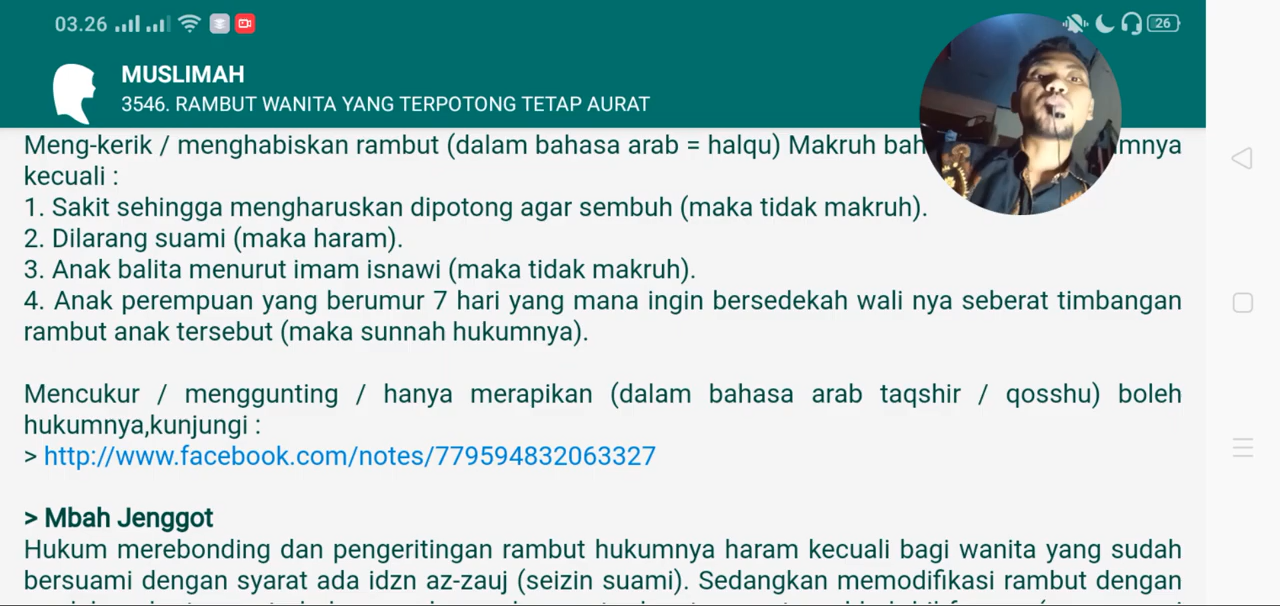 03.26
26
MUSLIMAH
3546. RAMBUT WANITA YANG TERPOTONG TETAP AURAT
Meng-kerik / menghabiskan rambut (dalam bahasa arab = halqu) Makruh bah
kecuali :
1. Sakit sehingga mengharuskan dipotong agar sembuh (maka tidak makruh).
2. Dilarang suami (maka haram).
3. Anak balita menurut imam isnawi (maka tidak makruh).
4. Anak perempuan yang berumur 7 hari yang mana ingin bersedekah wali nya seberat timbangan
rambut anak tersebut (maka sunnah hukumnya).
Mencukur / menggunting / hanya merapikan (dalam bahasa arab taqshir / qosshu) boleh
hukumnya,kunjungi :
> http://www.facebook.com/notes/779594832063327
> Mbah Jenggot
Hukum merebonding dan pengeritingan rambut hukumnya haram kecuali bagi wanita yang sudah
bersuami dengan syarat ada idzn az-zauj (seizin suami). Sedangkan memodifikasi rambut dengan